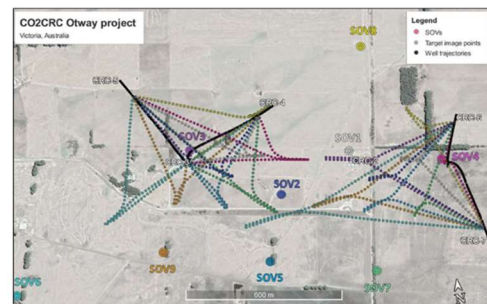 CO2CRC Otway project
Victoria, Australia
Legend
SOVs
Target image points
Well trajectories
SOV8
CRC-5
CRC-4
CRC-6
SOV3
SOV1
SOV4
SOV2
CRC-7
SOV6
SOV9
SOV5
SOV7
600 m
N